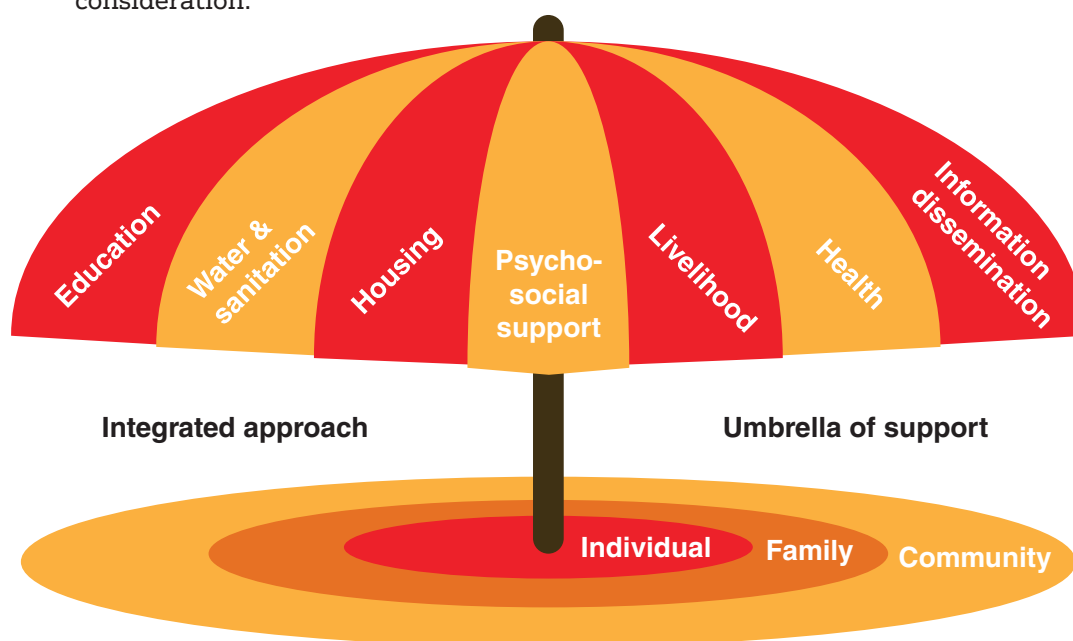 consideration.
Education
Water &
sanitation
Housing
Psycho-
social
support
Livelihood
Health
Information
dissemination
Integrated approach
Umbrella of support
Individual
Family
Community